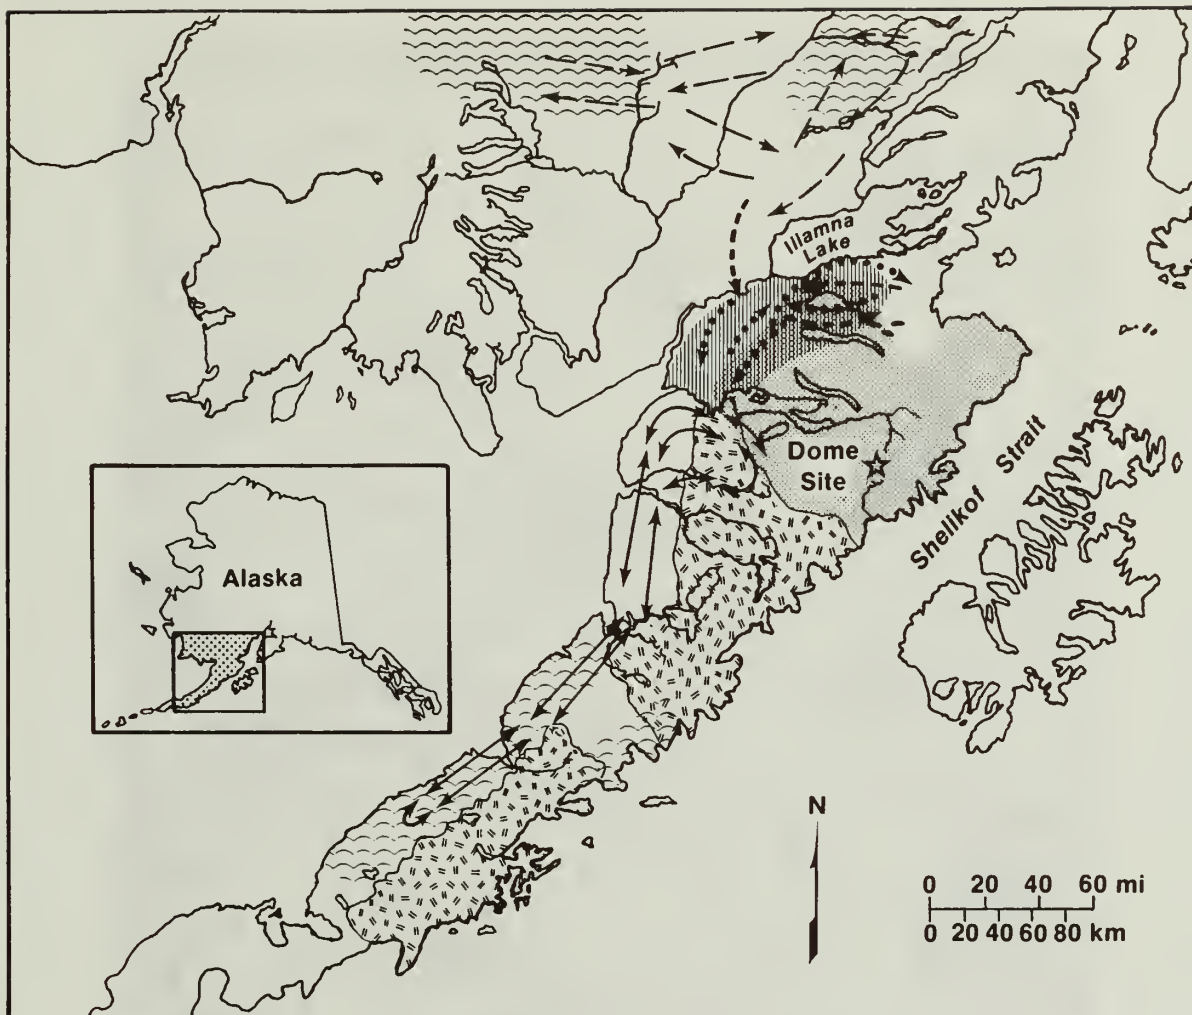 Iliamna
Lake
Dome
Site
Shelikof Strait
Alaska
N
0 20 40 60 mi
0 20 40 60 80 km